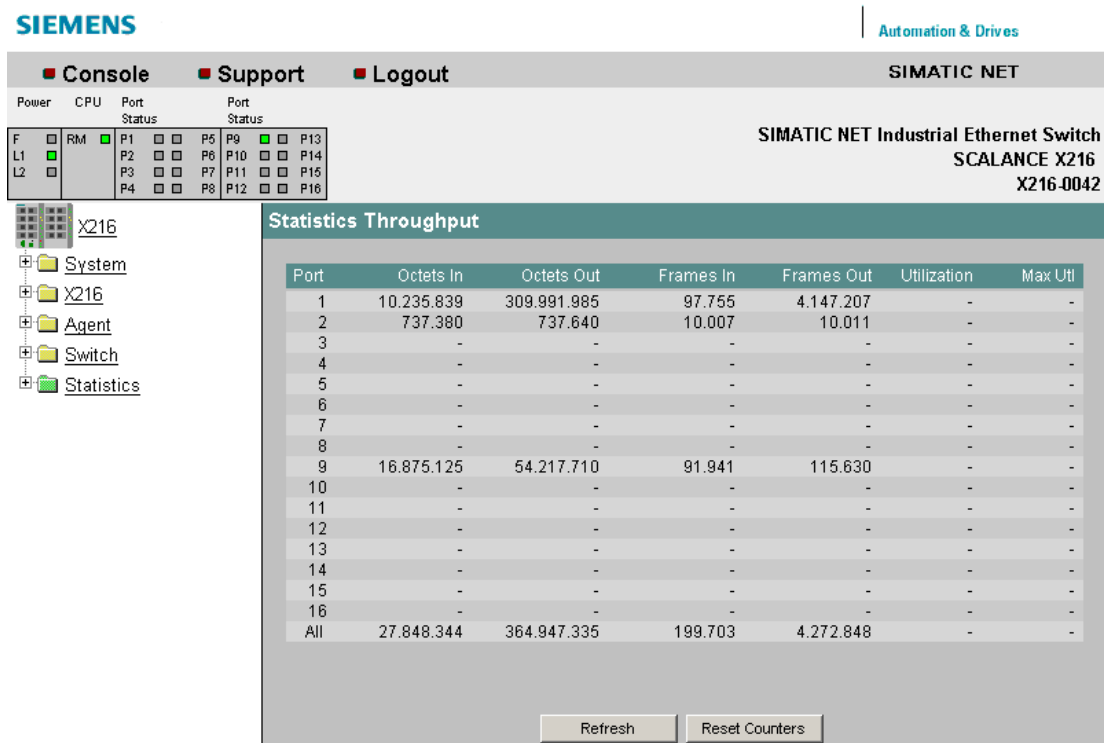 SIEMENS
Automation & Drives
Console Support Logout SIMATIC NET
Power CPU Port Status Port Status
F RM P1 P5 P9 P13
L1 P2 P6 P10 P14
L2 P3 P7 P11 P15
P4 P8 P12 P16
SIMATIC NET Industrial Ethernet Switch
SCALANCE X216
X216-0042
X216
System
X216
Agent
Switch
Statistics
Statistics Throughput
Port Octets In Octets Out Frames In Frames Out Utilization Max Utl
1 10.235.839 309.991.985 97.755 4.147.207 - -
2 737.380 737.640 10.007 10.011 - -
3 - - - - - -
4 - - - - - -
5 - - - - - -
6 - - - - - -
7 - - - - - -
8 - - - - - -
9 16.875.125 54.217.710 91.941 115.630 - -
10 - - - - - -
11 - - - - - -
12 - - - - - -
13 - - - - - -
14 - - - - - -
15 - - - - - -
16 - - - - - -
All 27.848.344 364.947.335 199.703 4.272.848 - -
Refresh Reset Counters